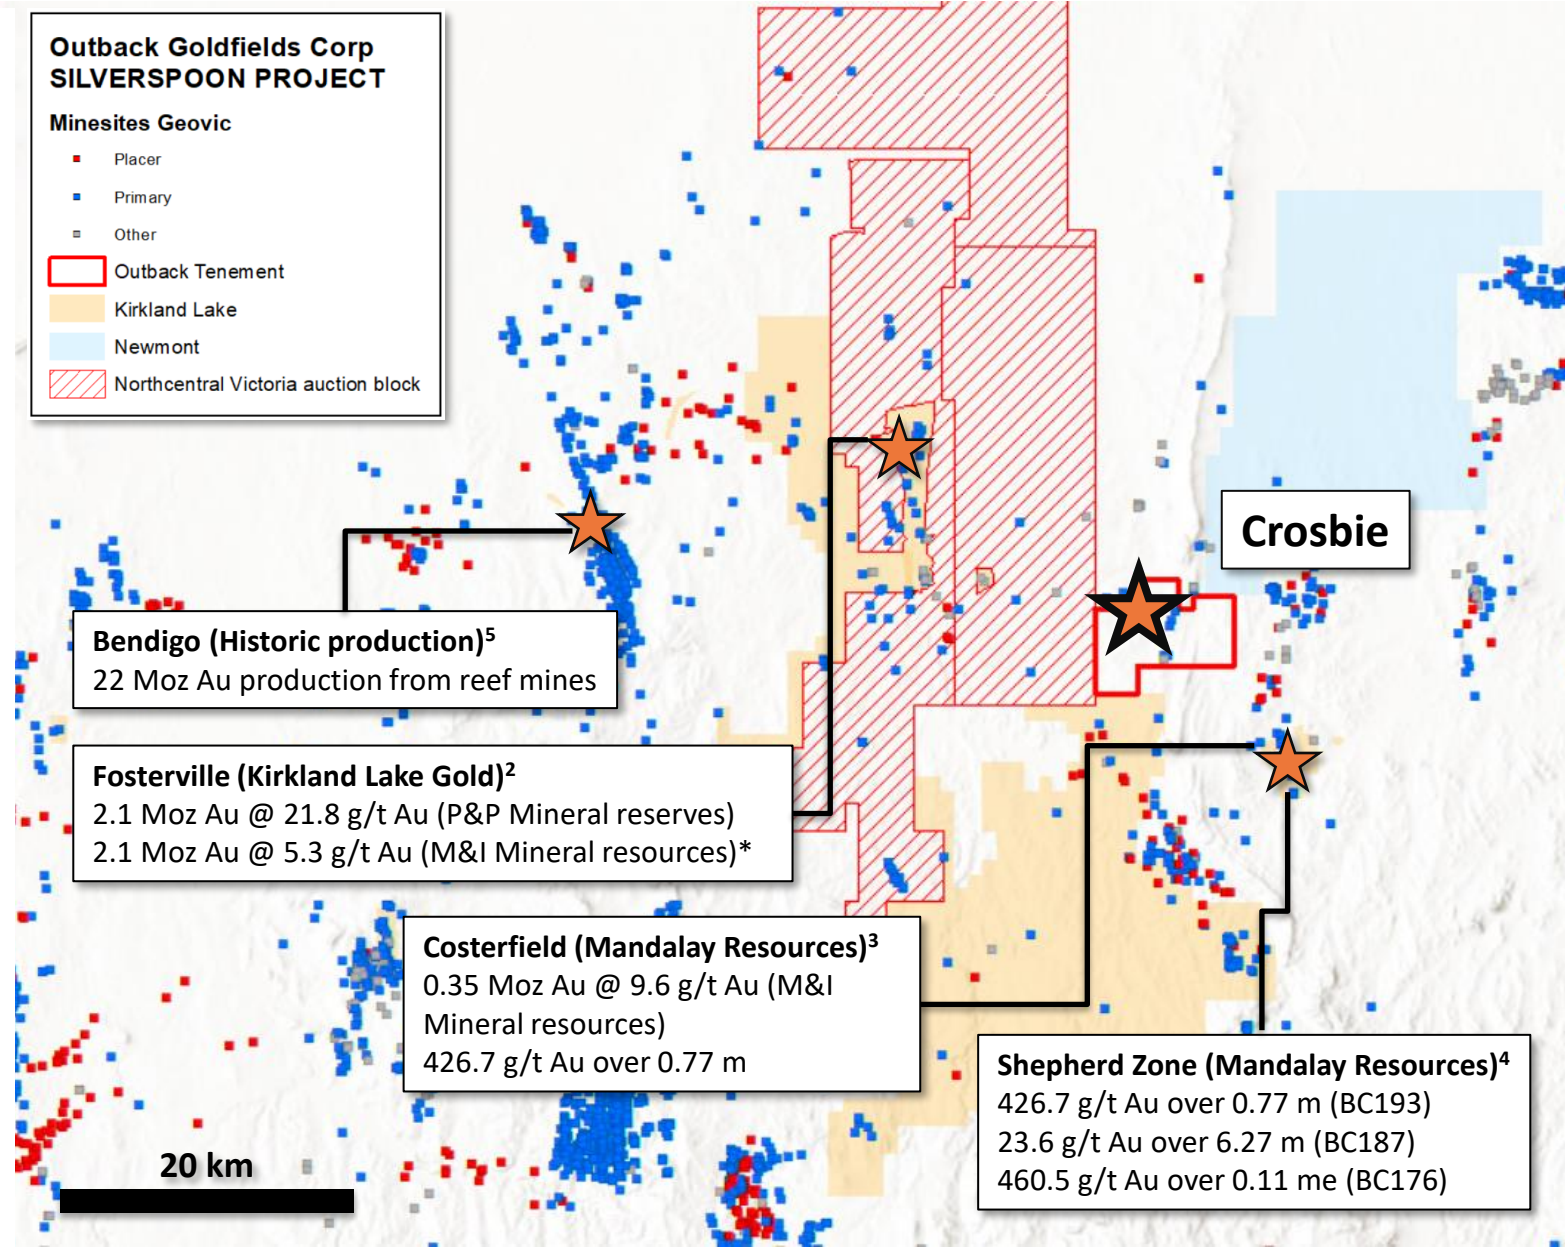 Outback Goldfields Corp
SILVERSPOON PROJECT
Minesites Geovic
Placer
Primary
Other
Outback Tenement
Kirkland Lake
Newmont
Northcentral Victoria auction block
Crosbie
Bendigo (Historic production)5
22 Moz Au production from reef mines
Fosterville (Kirkland Lake Gold)2
2.1 Moz Au @ 21.8 g/t Au (P&P Mineral reserves)
2.1 Moz Au @ 5.3 g/t Au (M&I Mineral resources)*
Costerfield (Mandalay Resources)3
0.35 Moz Au @ 9.6 g/t Au (M&I
Mineral resources)
426.7 g/t Au over 0.77 m
Shepherd Zone (Mandalay Resources)4
426.7 g/t Au over 0.77 m (BC193)
23.6 g/t Au over 6.27 m (BC187)
460.5 g/t Au over 0.11 me (BC176)
20 km